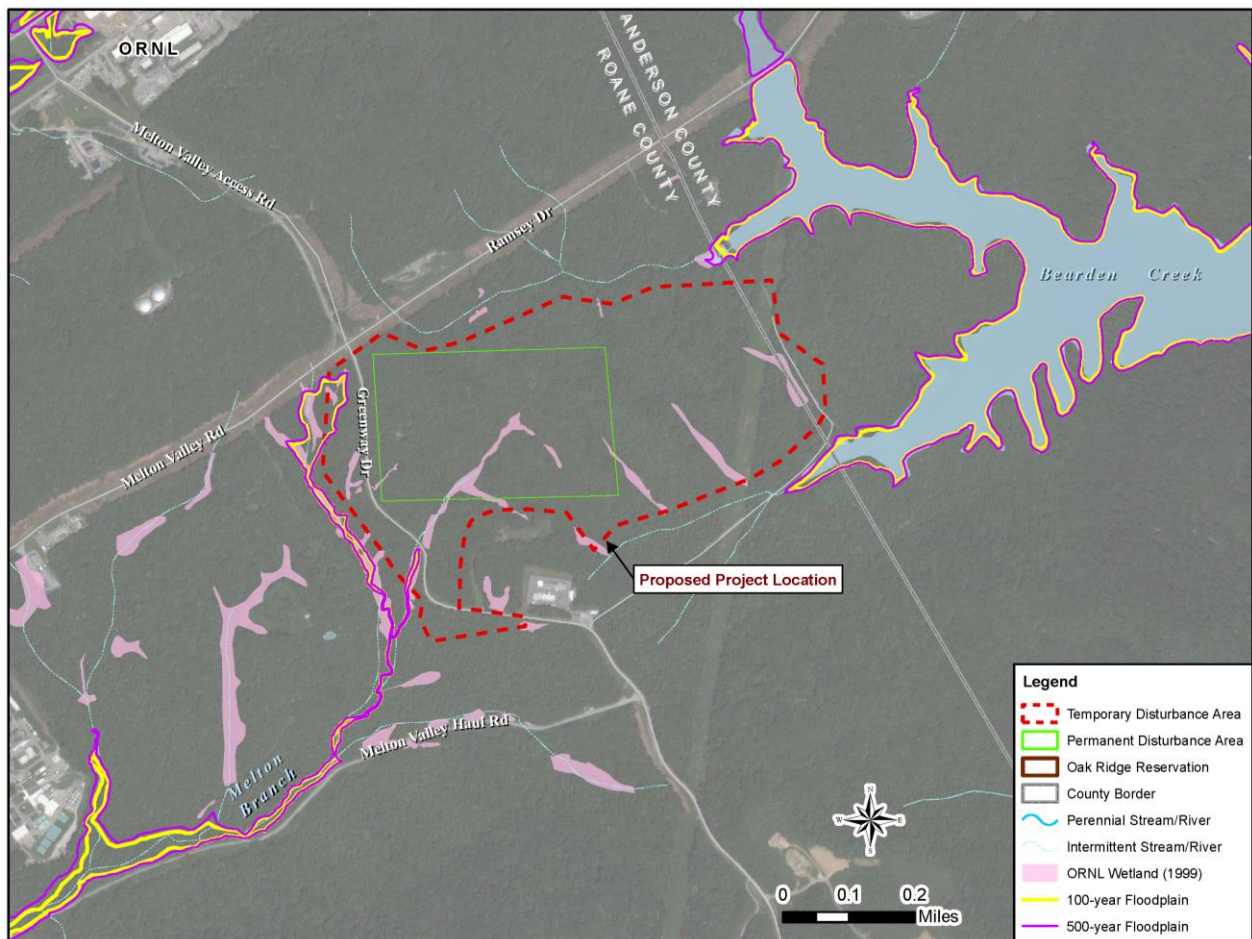 ORNL
ANDERSON COUNTY
ROANE COUNTY
Melton Valley Access Rd
Ramsey Dr
Bearden Creek
Greenway Dr
Melton Valley Rd
Proposed Project Location
Melton Valley Haul Rd
Melton
Branch
N
W E
S
0 0.1 0.2
Miles
Legend
Temporary Disturbance Area
Permanent Disturbance Area
Oak Ridge Reservation
County Border
Perennial Stream/River
Intermittent Stream/River
ORNL Wetland (1999)
100-year Floodplain
500-year Floodplain